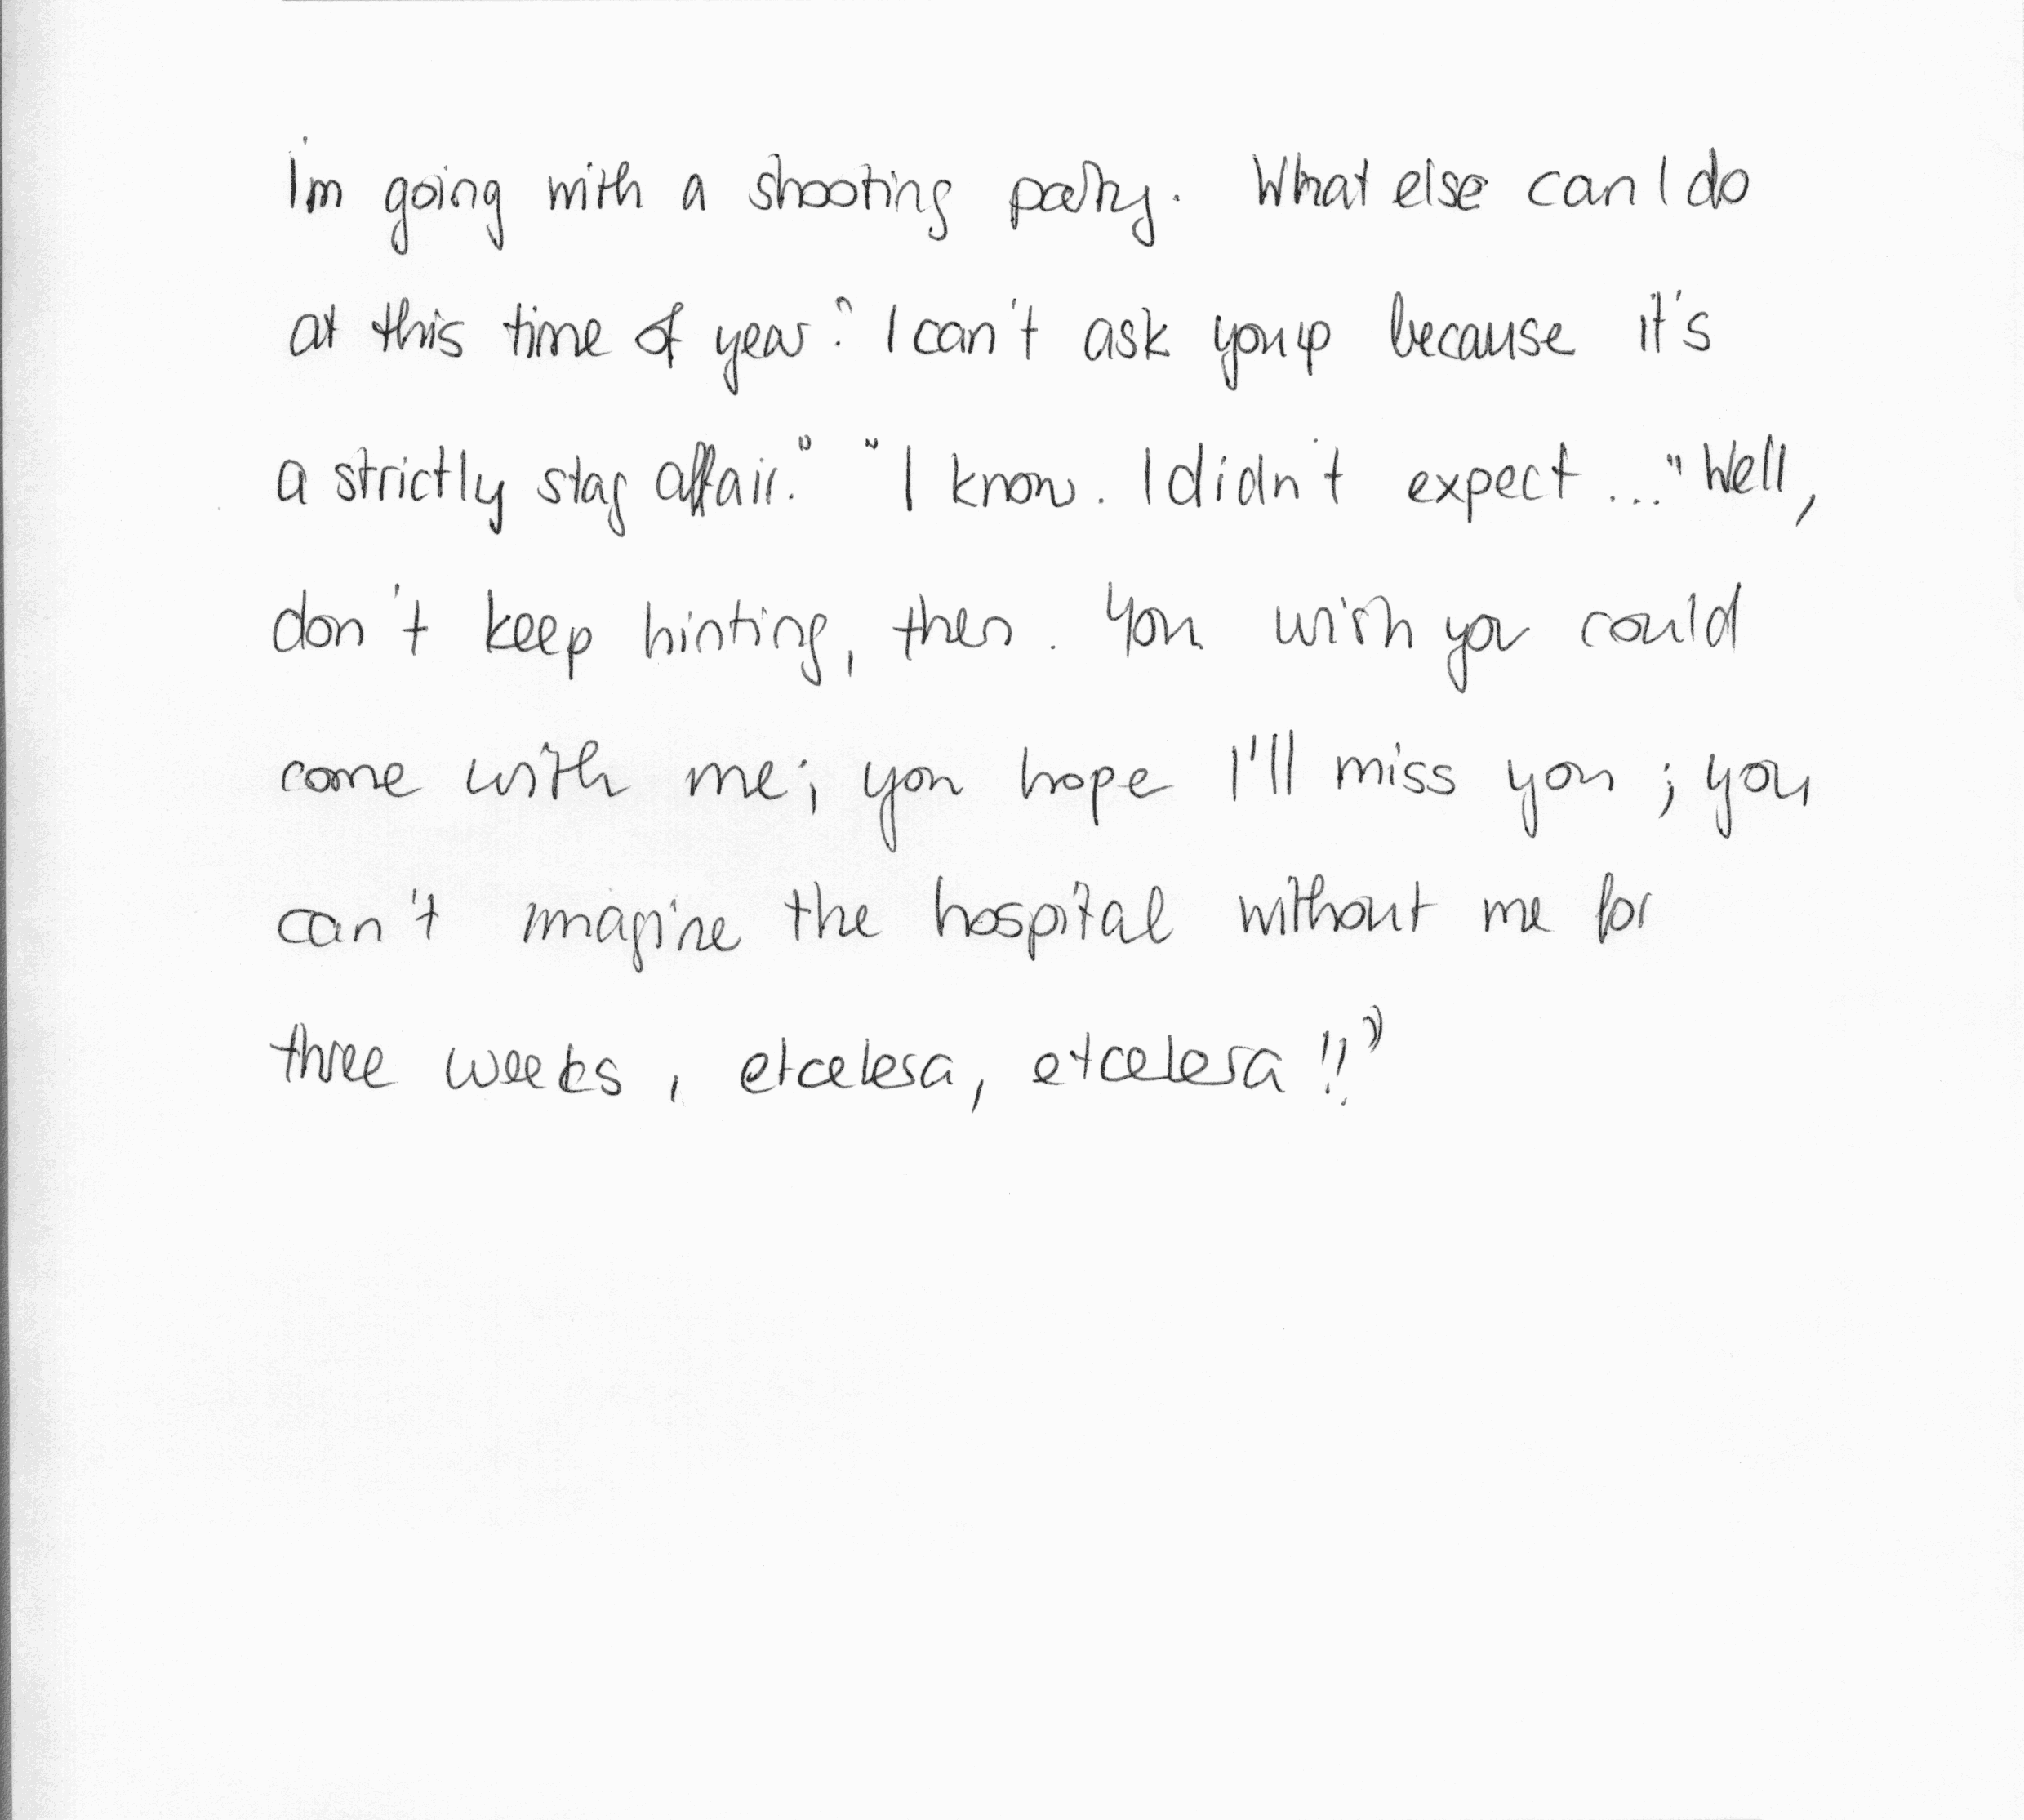 I'm going with a shooting party. What else can I do
at this time of year? I can't ask you up because it's
a strictly stag affair." "I know. I didn't expect ..." Well,
don't keep hinting, then. You wish you could
come with me; you hope I'll miss you; you
can't imagine the hospital without me for
three weeks, etcetera, etcetera!!"